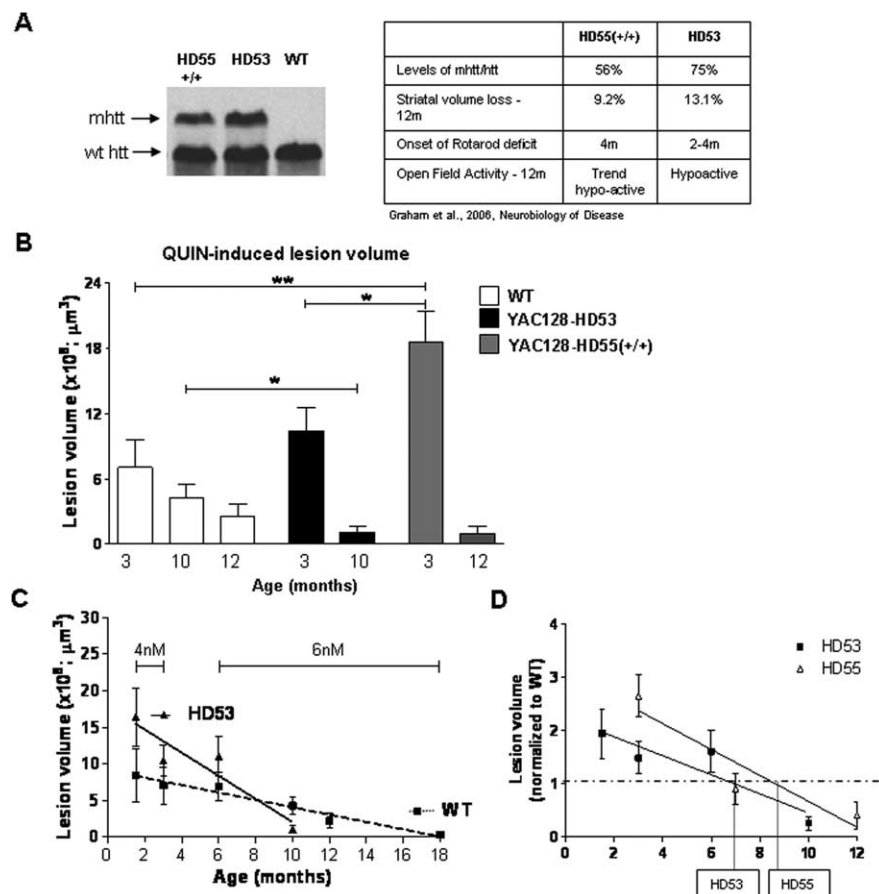 A
HD55 HD53 WT
+/+
mhtt
wt htt
HD55(+/+) HD53
Levels of mhtt/htt 56% 75%
Striatal volume loss - 9.2% 13.1%
12m
Onset of Rotarod deficit 4m 2-4m
Open Field Activity - 12m Trend Hypoactive
hypo-active
Graham et al., 2006, Neurobiology of Disease
B
QUIN-induced lesion volume
Lesion volume (x10⁸; µm³)
24
18
12
6
0
**
*
*
WT
YAC128-HD53
YAC128-HD55(+/+)
3 10 12 3 10 3 12
Age (months)
C
Lesion volume (x10⁸; µm³)
30
25
20
15
10
5
0
4nM 6nM
HD53
WT
0 2 4 6 8 10 12 14 16 18
Age (months)
D
Lesion volume
(normalized to WT)
4
3
2
1
0
HD53
HD55
0 2 4 6 8 10 12
HD53 HD55